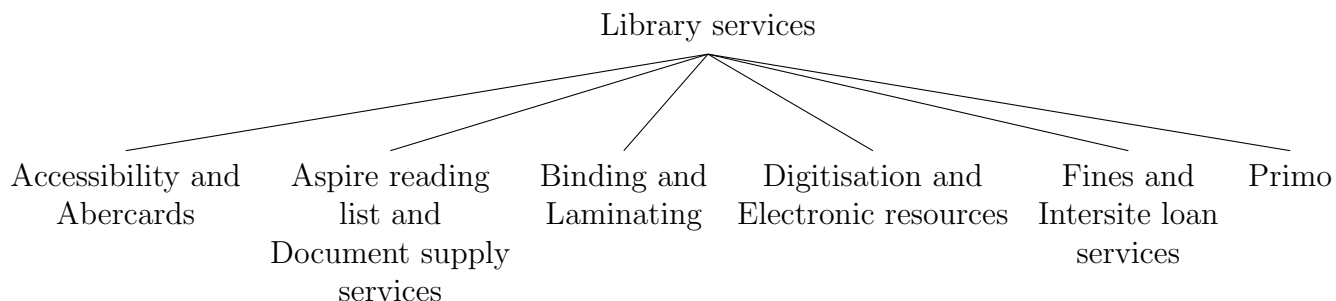 Library services
Accessibility and
Abercards
Aspire reading
list and
Document supply
services
Binding and
Laminating
Digitisation and
Electronic resources
Fines and
Intersite loan
services
Primo